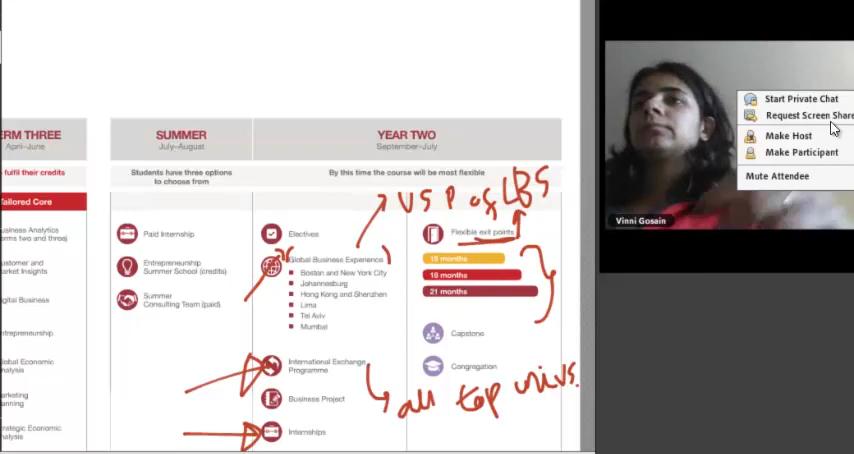 ERM THREE
April–June
SUMMER
July–August
YEAR TWO
September–July
fulfil their credits
Students have three options
to choose from
By this time the course will be most flexible
Tailored Core
usiness Analytics
erms two and three)
ustomer and
arket Insights
igital Business
ntrepreneurship
lobal Economic
nalysis
arketing
anning
trategic Economic
nalysis
Paid Internship
Entrepreneurship
Summer School (credits)
Summer
Consulting Team (paid)
Electives
Global Business Experience
Boston and New York City
Johannesburg
Hong Kong and Shenzhen
Lima
Tel Aviv
Mumbai
International Exchange
Programme
Business Project
Internships
USP of LBS
Flexible exit points
15 months
18 months
21 months
Capstone
Congregation
all top univs.
Start Private Chat
Request Screen Share
Make Host
Make Participant
Mute Attendee
Vinni Gosain